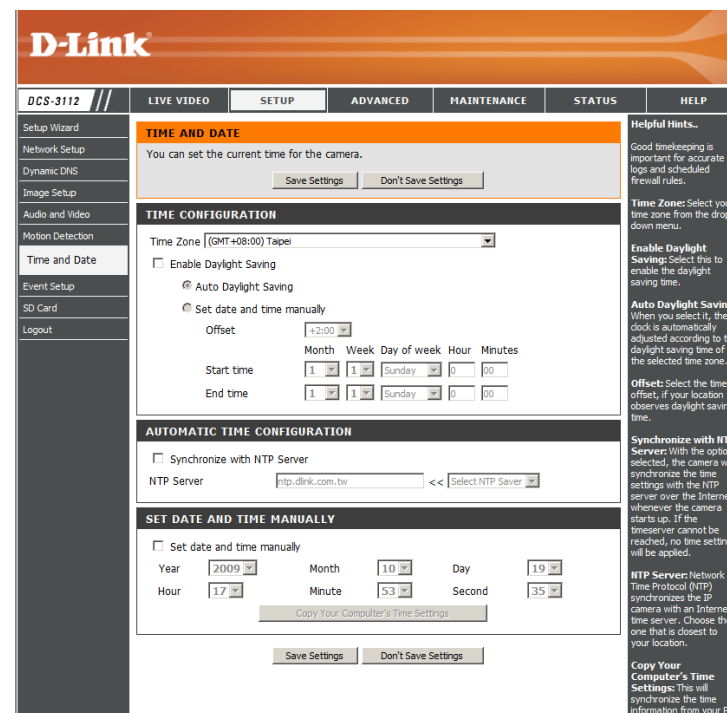 D-Link
DCS-3112 // LIVE VIDEO SETUP ADVANCED MAINTENANCE STATUS HELP
Setup Wizard
Network Setup
Dynamic DNS
Image Setup
Audio and Video
Motion Detection
Time and Date
Event Setup
SD Card
Logout
TIME AND DATE
You can set the current time for the camera.
Save Settings Don't Save Settings
TIME CONFIGURATION
Time Zone (GMT+08:00) Taipei
Enable Daylight Saving
Auto Daylight Saving
Set date and time manually
Offset +2:00
Month Week Day of week Hour Minutes
Start time 1 1 Sunday 0 00
End time 1 1 Sunday 0 00
AUTOMATIC TIME CONFIGURATION
Synchronize with NTP Server
NTP Server ntp.dlink.com.tw << Select NTP Saver
SET DATE AND TIME MANUALLY
Set date and time manually
Year 2009 Month 10 Day 19
Hour 17 Minute 53 Second 35
Copy Your Computer's Time Settings
Save Settings Don't Save Settings
Helpful Hints..
Good timekeeping is
important for accurate
logs and scheduled
firewall rules.
Time Zone: Select you
time zone from the drop
down menu.
Enable Daylight
Saving: Select this to
enable the daylight
saving time.
Auto Daylight Savin
When you select it, the
clock is automatically
adjusted according to t
daylight saving time of
the selected time zone.
Offset: Select the time
offset, if your location
observes daylight savin
time.
Synchronize with NT
Server: With the optio
selected, the camera w
synchronize the time
settings with the NTP
server over the Interne
whenever the camera
starts up. If the
timeserver cannot be
reached, no time settin
will be applied.
NTP Server: Network
Time Protocol (NTP)
synchronizes the IP
camera with an Interne
time server. Choose the
one that is closest to
your location.
Copy Your
Computer's Time
Settings: This will
synchronize the time
information from your P